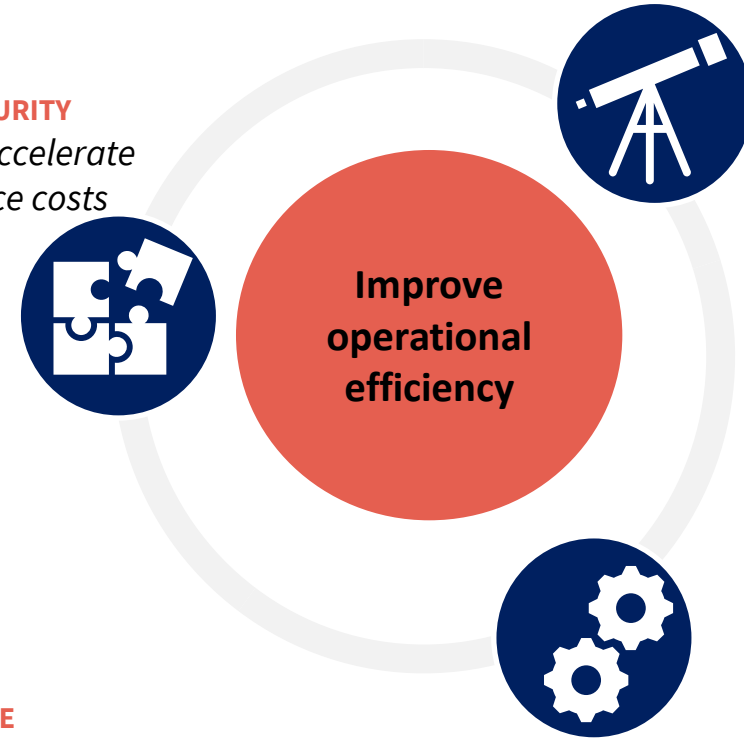 URITY
ccelerate
ce costs
Improve
operational
efficiency
E